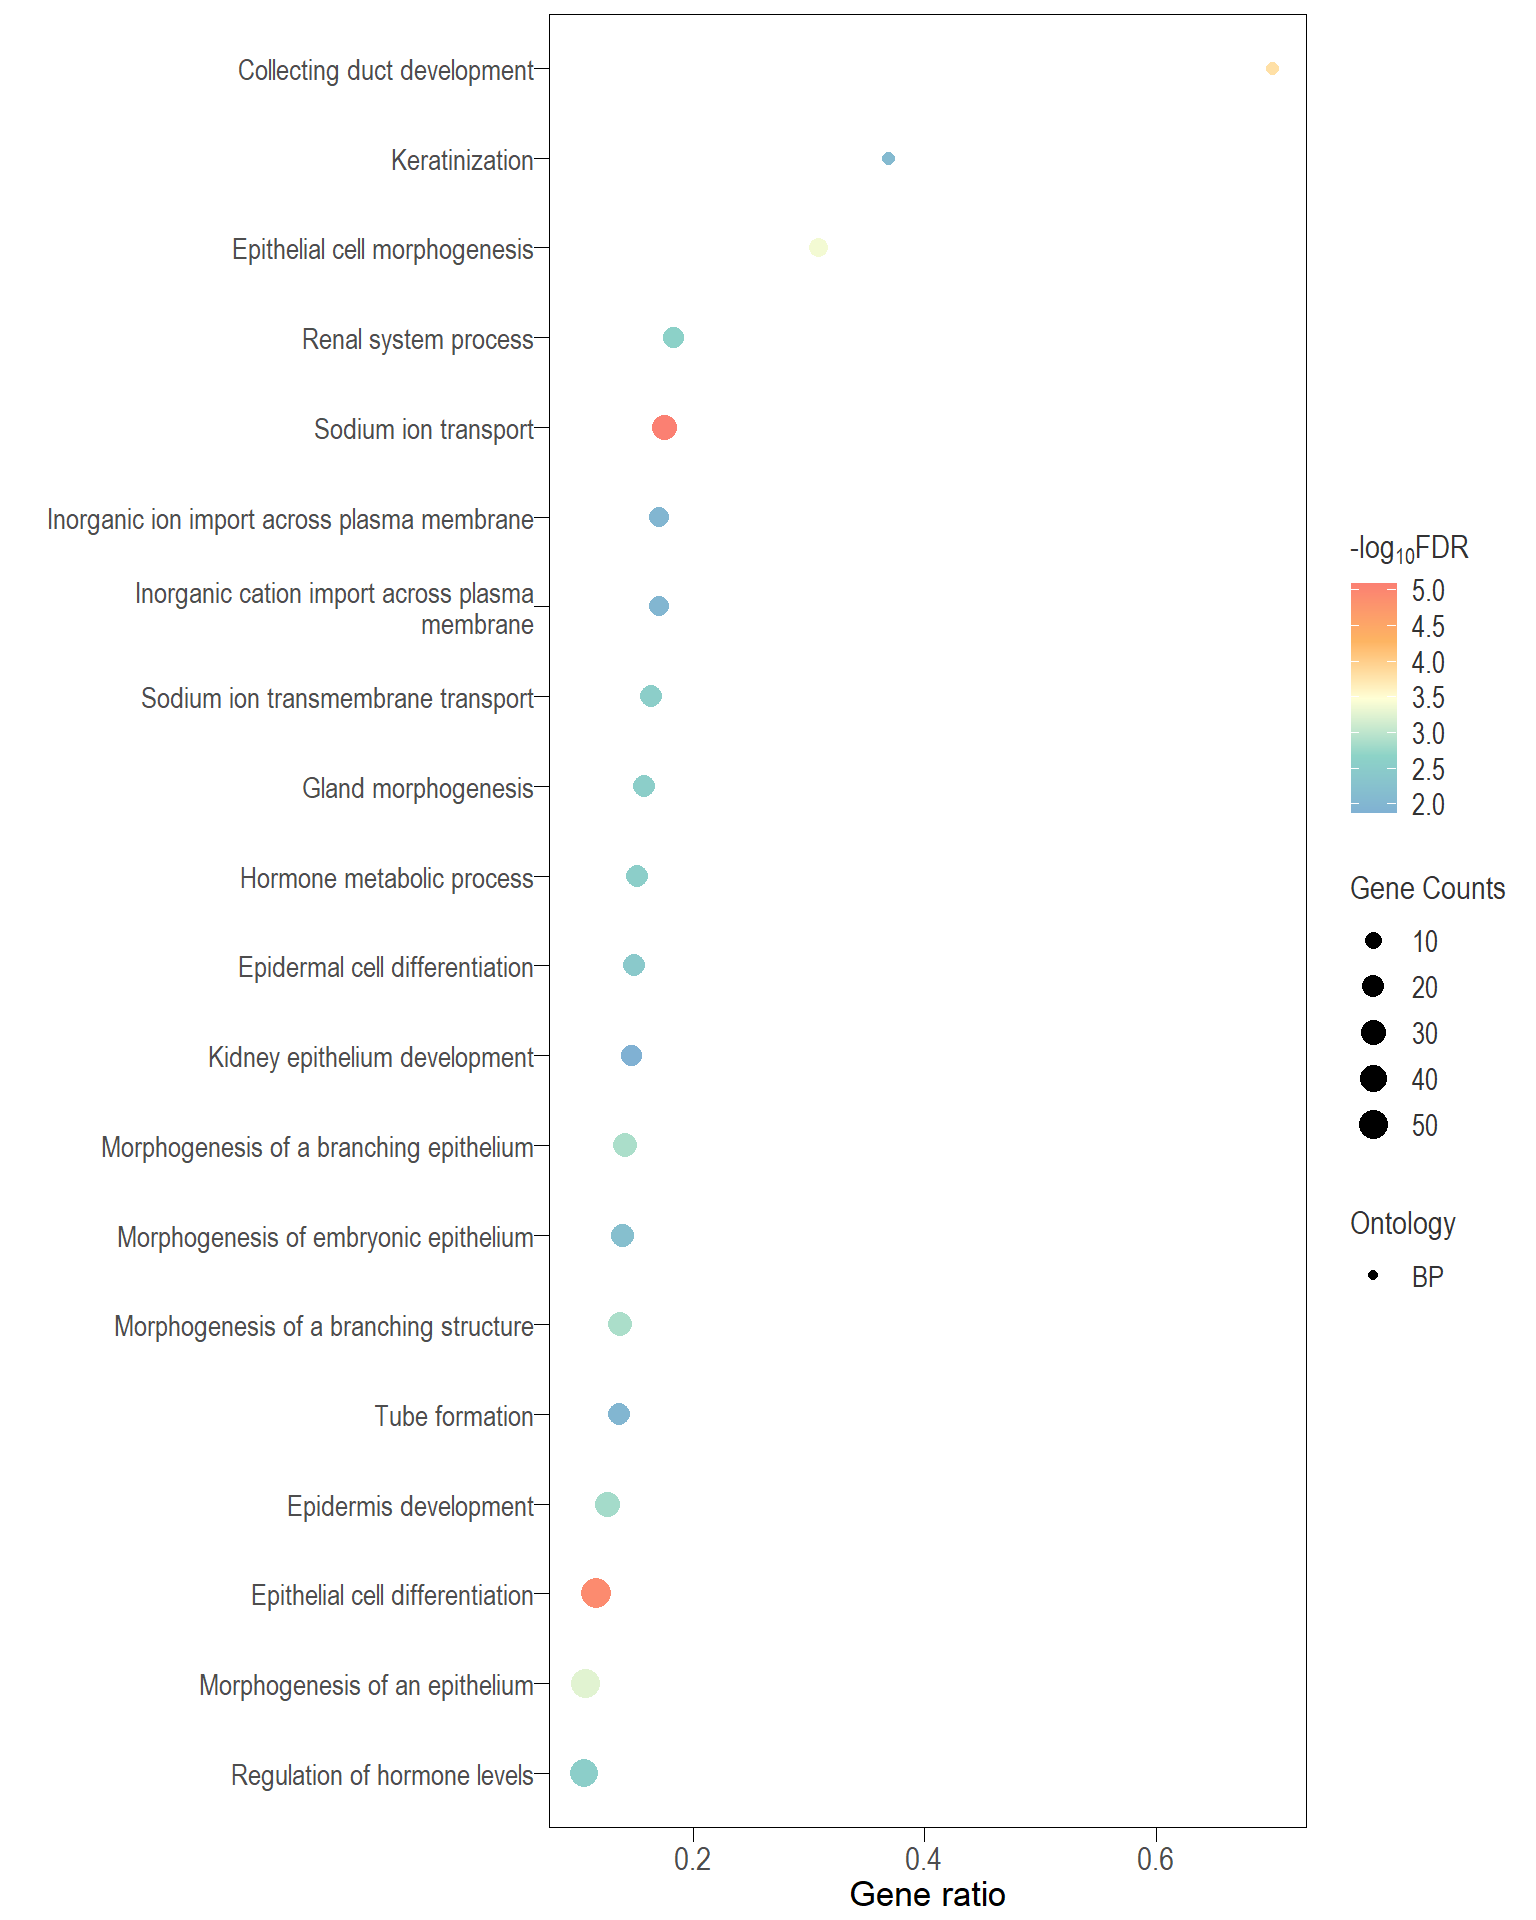 Collecting duct development
Keratinization
Epithelial cell morphogenesis
Renal system process
Sodium ion transport
Inorganic ion import across plasma membrane
Inorganic cation import across plasma
membrane
Sodium ion transmembrane transport
Gland morphogenesis
Hormone metabolic process
Epidermal cell differentiation
Kidney epithelium development
Morphogenesis of a branching epithelium
Morphogenesis of embryonic epithelium
Morphogenesis of a branching structure
Tube formation
Epidermis development
Epithelial cell differentiation
Morphogenesis of an epithelium
Regulation of hormone levels
0.2 0.4 0.6
Gene ratio
-log₁₀FDR
5.0
4.5
4.0
3.5
3.0
2.5
2.0
Gene Counts
10
20
30
40
50
Ontology
BP